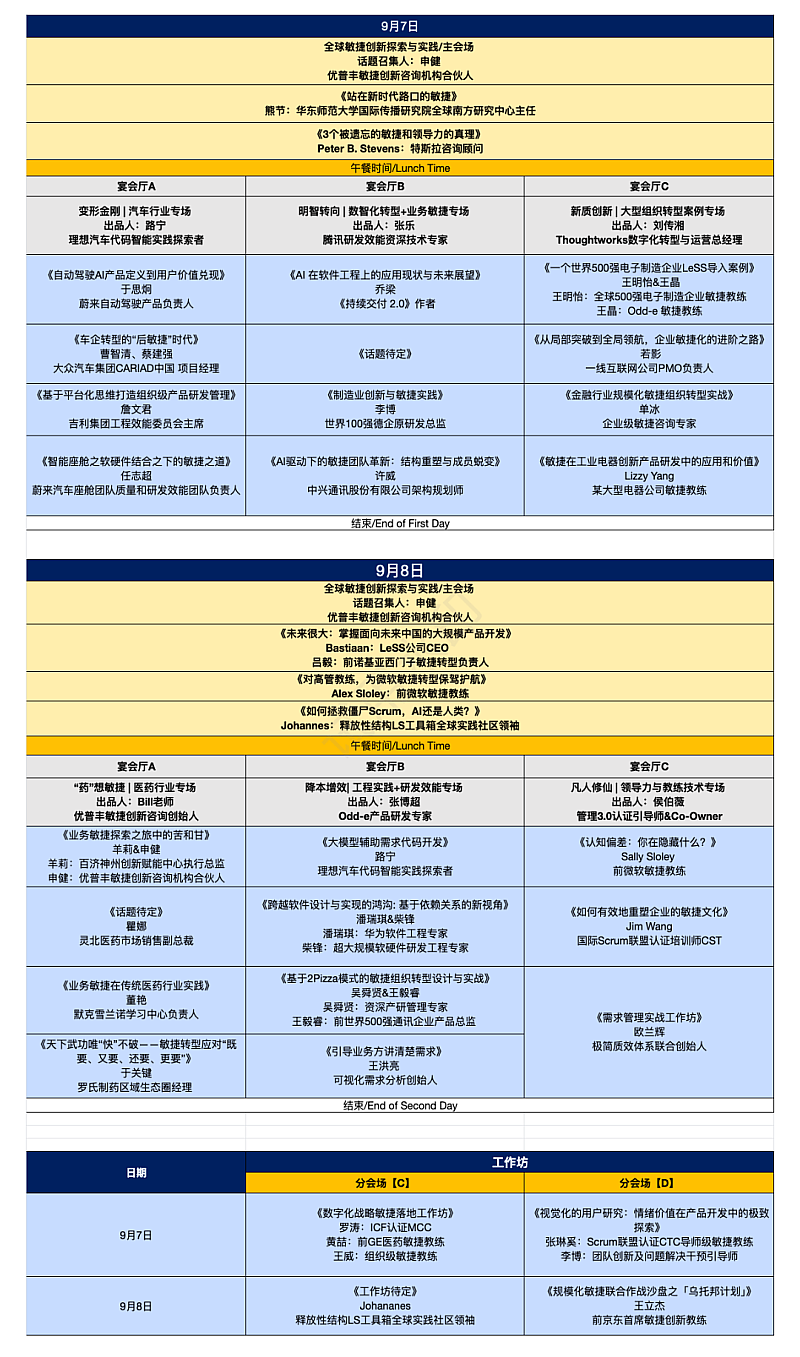 9月7日
全球敏捷创新探索与实践/主会场
话题召集人：申健
优普丰敏捷创新咨询机构合伙人
《站在新时代路口的敏捷》
熊节：华东师范大学国际传播研究院全球南方研究中心主任
《3个被遗忘的敏捷和领导力的真理》
Peter B. Stevens：特斯拉咨询顾问
午餐时间/Lunch Time
宴会厅A
宴会厅B
宴会厅C
变形金刚 | 汽车行业专场
出品人：路宁
理想汽车代码智能实践探索者
明智转向 | 数智化转型+业务敏捷专场
出品人：张乐
腾讯研发效能资深技术专家
新质创新 | 大型组织转型案例专场
出品人：刘传湘
Thoughtworks数字化转型与运营总经理
《自动驾驶AI产品定义到用户价值兑现》
于思炯
蔚来自动驾驶产品负责人
《AI 在软件工程上的应用现状与未来展望》
乔梁
《持续交付 2.0》作者
《一个世界500强电子制造企业LeSS导入案例》
王明怡&王晶
王明怡：全球500强电子制造企业敏捷教练
王晶：Odd-e 敏捷教练
《车企转型的“后敏捷”时代》
曹智清、蔡建强
大众汽车集团CARIAD中国 项目经理
《话题待定》
《从局部突破到全局领航，企业敏捷化的进阶之路》
若影
一线互联网公司PMO负责人
《基于平台化思维打造组织级产品研发管理》
詹文君
吉利集团工程效能委员会主席
《制造业创新与敏捷实践》
李博
世界100强德企原研发总监
《金融行业规模化敏捷组织转型实战》
单冰
企业级敏捷咨询专家
《智能座舱之软硬件结合之下的敏捷之道》
任志超
蔚来汽车座舱团队质量和研发效能团队负责人
《AI驱动下的敏捷团队革新：结构重塑与成员蜕变》
许威
中兴通讯股份有限公司架构规划师
《敏捷在工业电器创新产品研发中的应用和价值》
Lizzy Yang
某大型电器公司敏捷教练
结束/End of First Day
9月8日
全球敏捷创新探索与实践/主会场
话题召集人：申健
优普丰敏捷创新咨询机构合伙人
《未来很大：掌握面向未来中国的大规模产品开发》
Bastiaan：LeSS公司CEO
吕毅：前诺基亚西门子敏捷转型负责人
《对高管教练，为微软敏捷转型保驾护航》
Alex Sloley：前微软敏捷教练
《如何拯救僵尸Scrum，AI还是人类？》
Johannes：释放性结构LS工具箱全球实践社区领袖
午餐时间/Lunch Time
宴会厅A
宴会厅B
宴会厅C
“药”想敏捷 | 医药行业专场
出品人：Bill老师
优普丰敏捷创新咨询创始人
降本增效| 工程实践+研发效能专场
出品人：张博超
Odd-e产品研发专家
凡人修仙 | 领导力与教练技术专场
出品人：侯伯薇
管理3.0认证引导师&Co-Owner
《业务敏捷探索之旅中的苦和甘》
羊莉&申健
羊莉：百济神州创新赋能中心执行总监
申健：优普丰敏捷创新咨询机构合伙人
《大模型辅助需求代码开发》
路宁
理想汽车代码智能实践探索者
《认知偏差：你在隐藏什么？》
Sally Sloley
前微软敏捷教练
《话题待定》
瞿娜
灵北医药市场销售副总裁
《跨越软件设计与实现的鸿沟: 基于依赖关系的新视角》
潘瑞琪&柴锋
潘瑞琪：华为软件工程专家
柴锋：超大规模软硬件研发工程专家
《如何有效地重塑企业的敏捷文化》
Jim Wang
国际Scrum联盟认证培训师CST
《业务敏捷在传统医药行业实践》
董艳
默克雪兰诺学习中心负责人
《基于2Pizza模式的敏捷组织转型设计与实战》
吴舜贤&王毅睿
吴舜贤：资深产研管理专家
王毅睿：前世界500强通讯企业产品总监
《需求管理实战工作坊》
欧兰辉
极简质效体系联合创始人
《天下武功唯“快”不破——敏捷转型应对“既
要、又要、还要、更要”》
于关键
罗氏制药区域生态圈经理
《引导业务方讲清楚需求》
王洪亮
可视化需求分析创始人
结束/End of Second Day
日期
工作坊
分会场【C】
分会场【D】
9月7日
《数字化战略敏捷落地工作坊》
罗涛：ICF认证MCC
黄喆：前GE医药敏捷教练
王威：组织级敏捷教练
《视觉化的用户研究：情绪价值在产品开发中的极致
探索》
张琳奚：Scrum联盟认证CTC导师级敏捷教练
李博：团队创新及问题解决干预引导师
9月8日
《工作坊待定》
Johananes
释放性结构LS工具箱全球实践社区领袖
《规模化敏捷联合作战沙盘之「乌托邦计划」》
王立杰
前京东首席敏捷创新教练